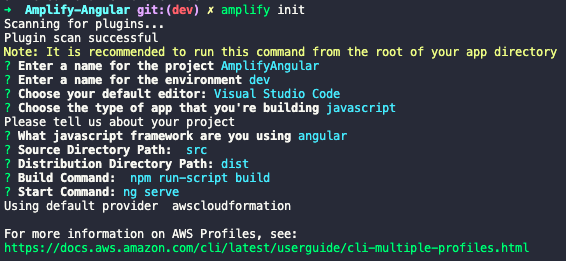 ➜ Amplify-Angular git:(dev) ✗ amplify init
Scanning for plugins...
Plugin scan successful
Note: It is recommended to run this command from the root of your app directory
? Enter a name for the project AmplifyAngular
? Enter a name for the environment dev
? Choose your default editor: Visual Studio Code
? Choose the type of app that you're building javascript
Please tell us about your project
? What javascript framework are you using angular
? Source Directory Path:  src
? Distribution Directory Path: dist
? Build Command:  npm run-script build
? Start Command: ng serve
Using default provider  awscloudformation

For more information on AWS Profiles, see:
https://docs.aws.amazon.com/cli/latest/userguide/cli-multiple-profiles.html